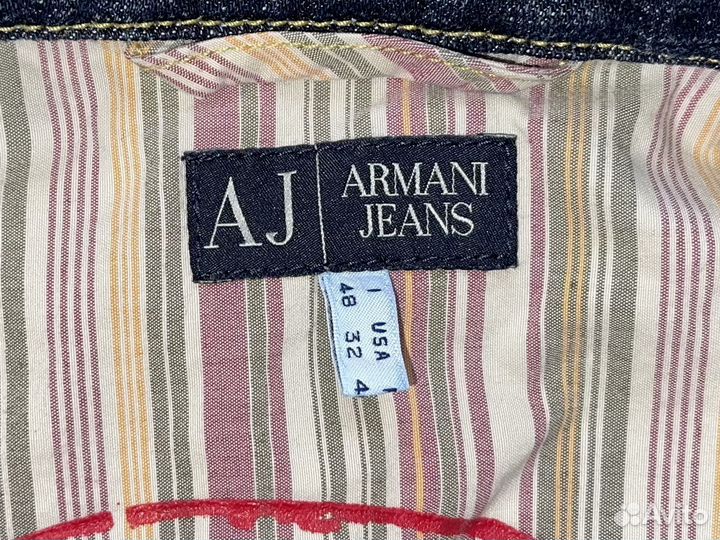 AJ
ARMANI
JEANS
I USA
48 32 4
Avito